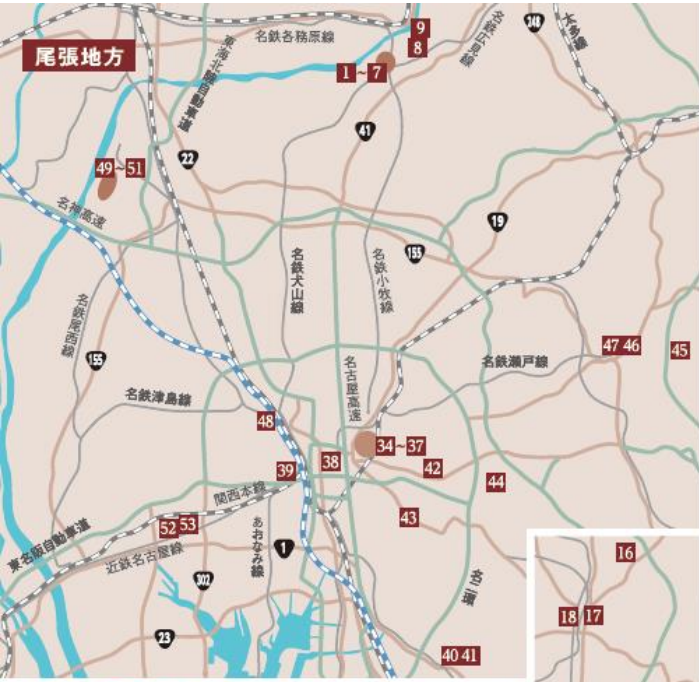 尾張地方
名鉄各務原線
東海北陸自動車道
名鉄広見線
太多線
248
9
8
1～7
41
22
49～51
名神高速
19
155
名鉄犬山線
名鉄小牧線
名鉄尾西線
155
名鉄津島線
名古屋高速
名鉄瀬戸線
47 46
45
48
34～37
38
39
42
44
関西本線
43
東名阪自動車道
52 53
近鉄名古屋線
あおなみ線
1
302
名二環
23
40 41
16
18 17